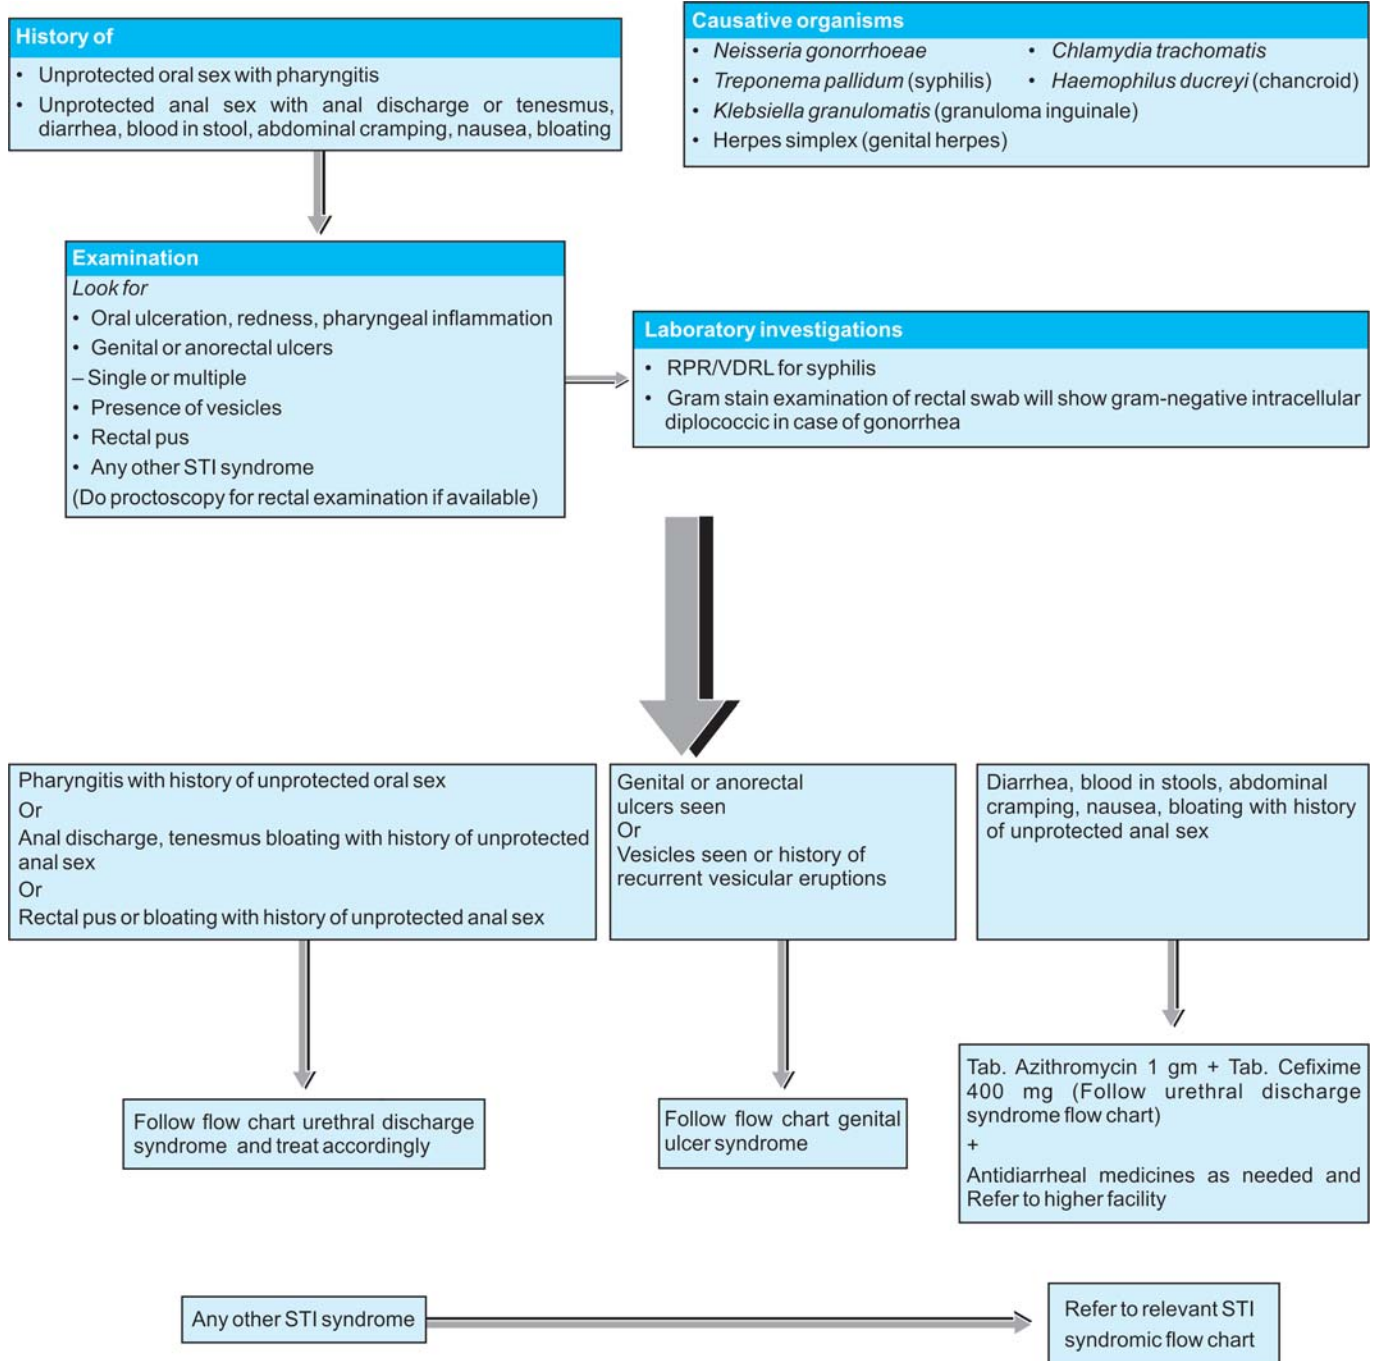 History of
• Unprotected oral sex with pharyngitis
• Unprotected anal sex with anal discharge or tenesmus,
diarrhea, blood in stool, abdominal cramping, nausea, bloating
Causative organisms
• Neisseria gonorrhoeae • Chlamydia trachomatis
• Treponema pallidum (syphilis) • Haemophilus ducreyi (chancroid)
• Klebsiella granulomatis (granuloma inguinale)
• Herpes simplex (genital herpes)
Examination
Look for
• Oral ulceration, redness, pharyngeal inflammation
• Genital or anorectal ulcers
– Single or multiple
• Presence of vesicles
• Rectal pus
• Any other STI syndrome
(Do proctoscopy for rectal examination if available)
Laboratory investigations
• RPR/VDRL for syphilis
• Gram stain examination of rectal swab will show gram-negative intracellular
diplococcic in case of gonorrhea
Pharyngitis with history of unprotected oral sex
Or
Anal discharge, tenesmus bloating with history of unprotected
anal sex
Or
Rectal pus or bloating with history of unprotected anal sex
Genital or anorectal
ulcers seen
Or
Vesicles seen or history of
recurrent vesicular eruptions
Diarrhea, blood in stools, abdominal
cramping, nausea, bloating with history
of unprotected anal sex
Follow flow chart urethral discharge
syndrome and treat accordingly
Follow flow chart genital
ulcer syndrome
Tab. Azithromycin 1 gm + Tab. Cefixime
400 mg (Follow urethral discharge
syndrome flow chart)
+
Antidiarrheal medicines as needed and
Refer to higher facility
Any other STI syndrome
Refer to relevant STI
syndromic flow chart